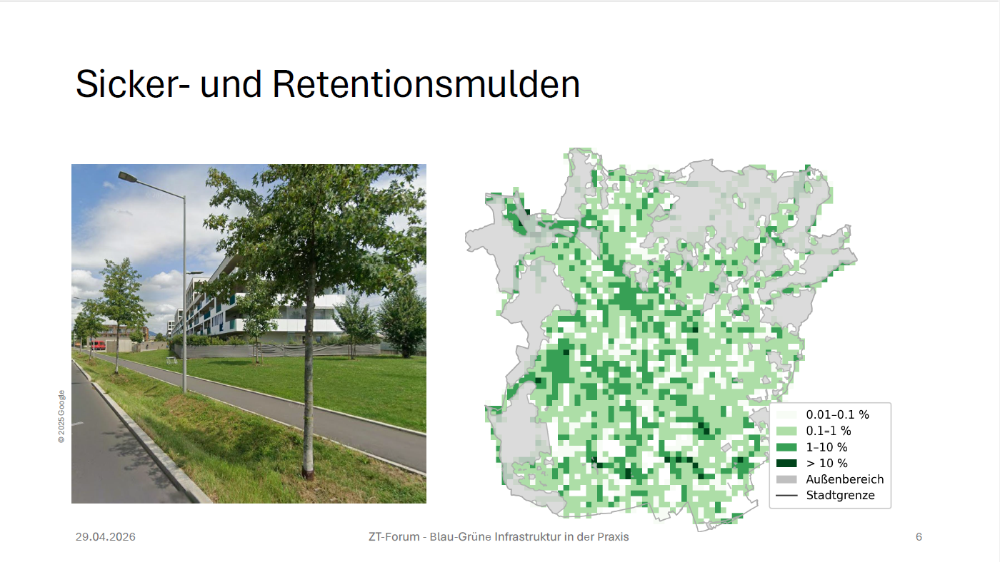 Sicker- und Retentionsmulden
© 2025 Google
0.01–0.1 %
0.1–1 %
1–10 %
> 10 %
Außenbereich
Stadtgrenze
29.04.2026
ZT-Forum - Blau-Grüne Infrastruktur in der Praxis
6